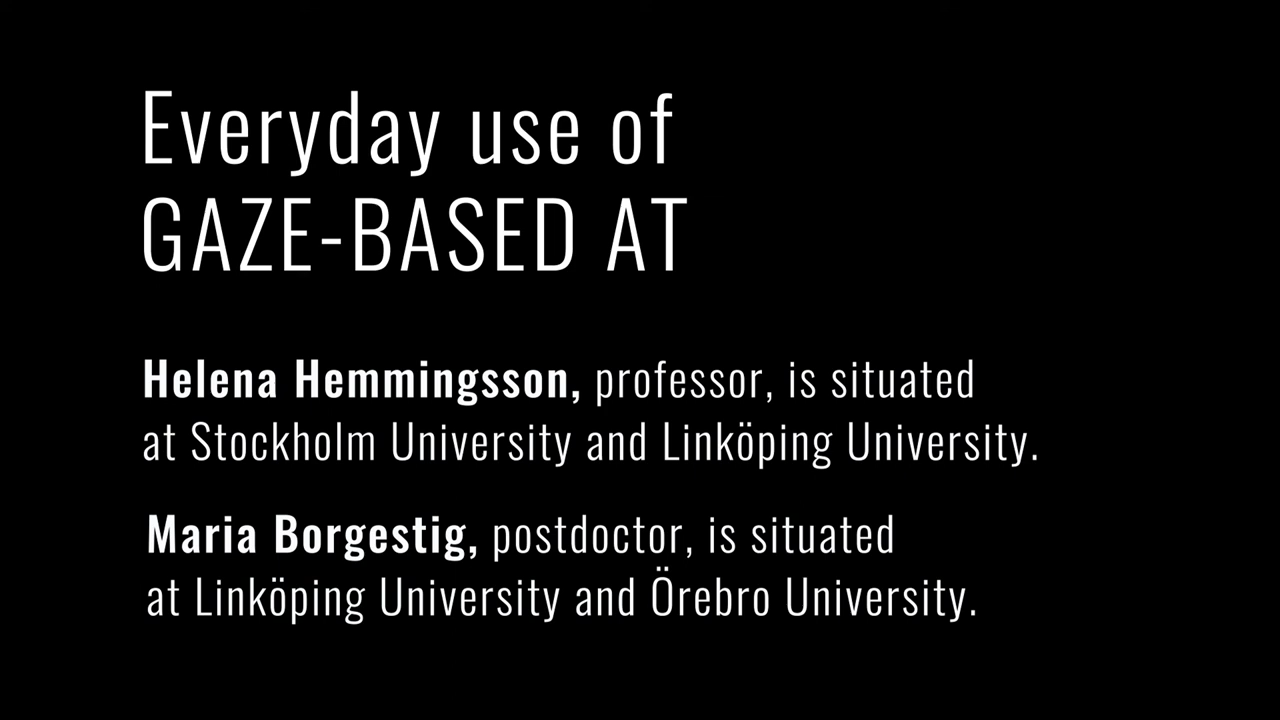 Everyday use of
GAZE-BASED AT
Helena Hemmingsson, professor, is situated
at Stockholm University and Linköping University.
Maria Borgestig, postdoctor, is situated
at Linköping University and Örebro University.